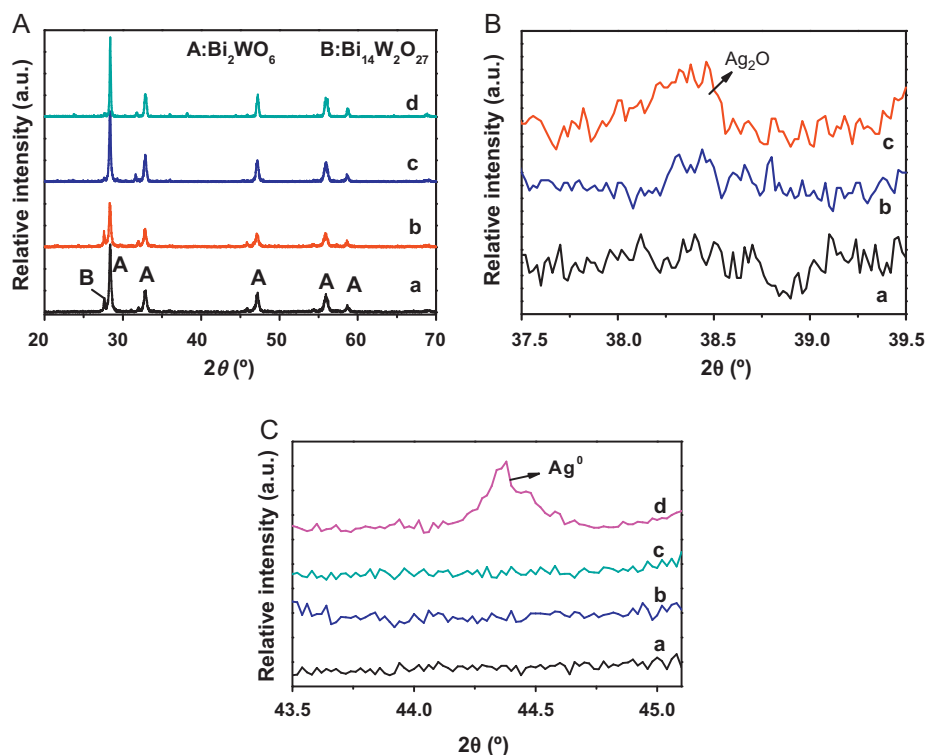 A
A:Bi₂WO₆ B:Bi₁₄W₂O₂₇
d
c
b
B A A A A A a
20 30 40 50 60 70
2θ (º)
Relative intensity (a.u.)
B
Ag₂O
c
b
a
37.5 38.0 38.5 39.0 39.5
2θ (º)
Relative intensity (a.u.)
C
Ag⁰
d
c
b
a
43.5 44.0 44.5 45.0
2θ (º)
Relative intensity (a.u.)